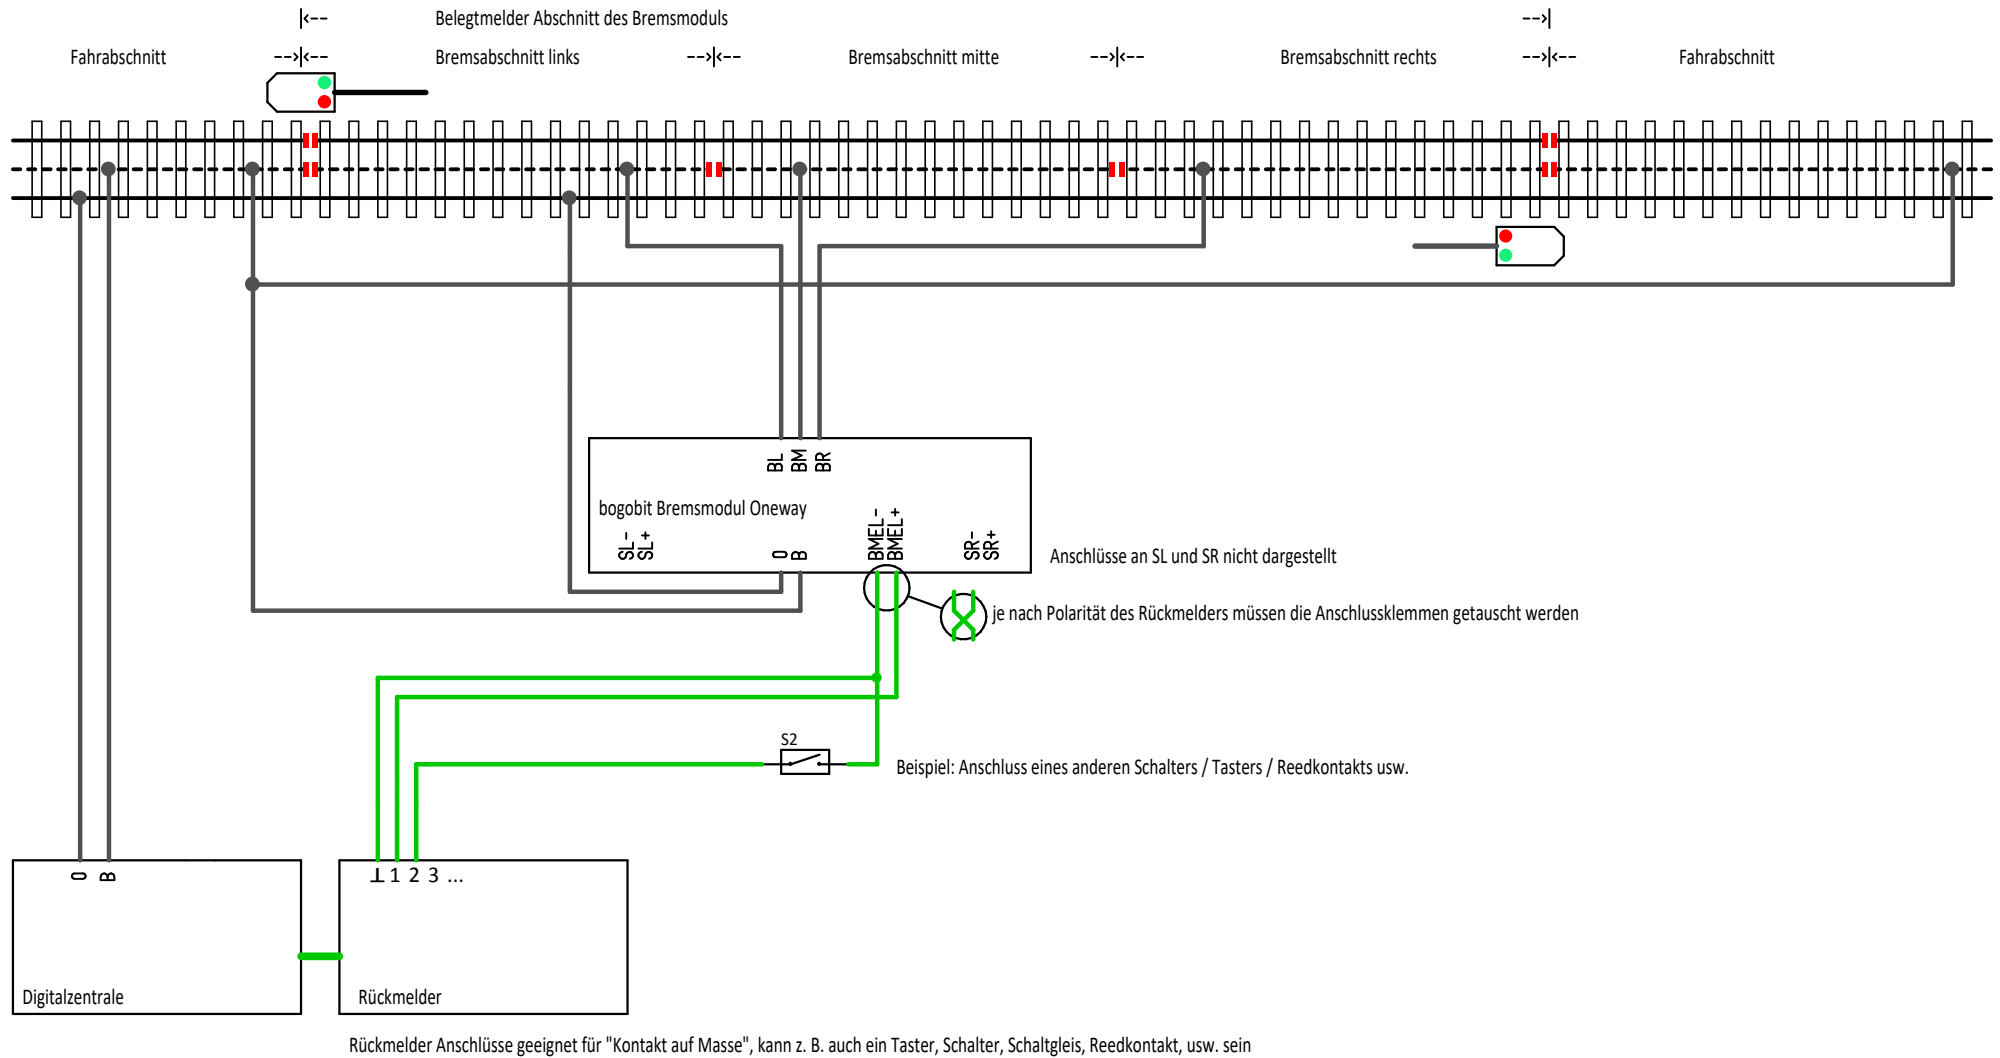 |<-- Belegtmelder Abschnitt des Bremsmoduls -->|
Fahrabschnitt -->|<-- Bremsabschnitt links -->|<-- Bremsabschnitt mitte -->|<-- Bremsabschnitt rechts -->|<-- Fahrabschnitt
BL BM BR
bogobit Bremsmodul Oneway
SL- SL+ 0 B BMEL- BMEL+ SR- SR+
Anschlüsse an SL und SR nicht dargestellt
je nach Polarität des Rückmelders müssen die Anschlussklemmen getauscht werden
S2
Beispiel: Anschluss eines anderen Schalters / Tasters / Reedkontakts usw.
0 B
⊥ 1 2 3 ...
Digitalzentrale
Rückmelder
Rückmelder Anschlüsse geeignet für "Kontakt auf Masse", kann z. B. auch ein Taster, Schalter, Schaltgleis, Reedkontakt, usw. sein